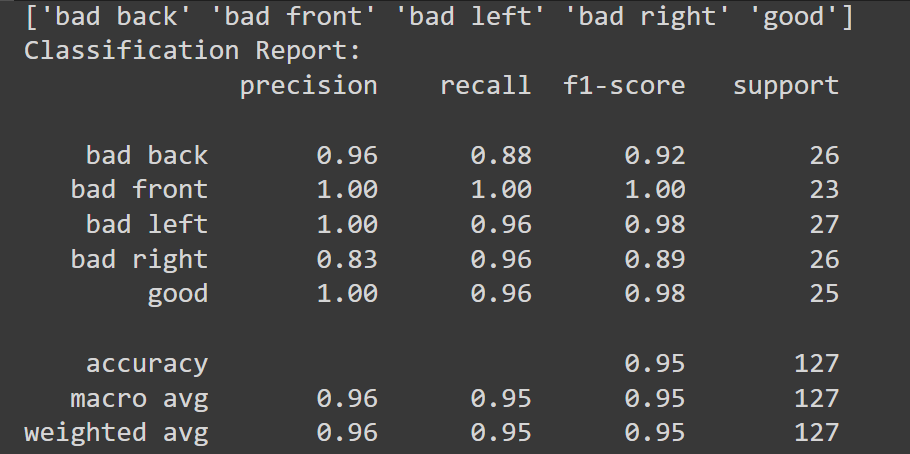 ['bad back' 'bad front' 'bad left' 'bad right' 'good']
Classification Report:
precision recall f1-score support
bad back 0.96 0.88 0.92 26
bad front 1.00 1.00 1.00 23
bad left 1.00 0.96 0.98 27
bad right 0.83 0.96 0.89 26
good 1.00 0.96 0.98 25
accuracy 0.95 127
macro avg 0.96 0.95 0.95 127
weighted avg 0.96 0.95 0.95 127